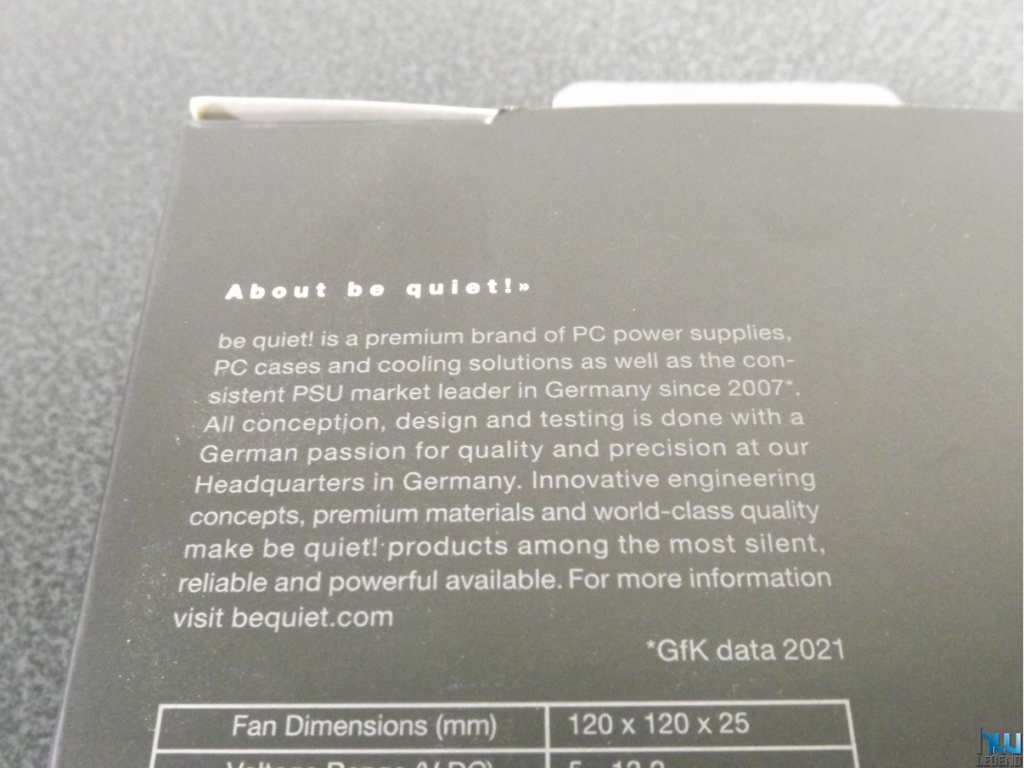 About be quiet!»
be quiet! is a premium brand of PC power supplies,
PC cases and cooling solutions as well as the con-
sistent PSU market leader in Germany since 2007*.
All conception, design and testing is done with a
German passion for quality and precision at our
Headquarters in Germany. Innovative engineering
concepts, premium materials and world-class quality
make be quiet! products among the most silent,
reliable and powerful available. For more information
visit bequiet.com
*GfK data 2021
Fan Dimensions (mm) 120 x 120 x 25
LEGEND